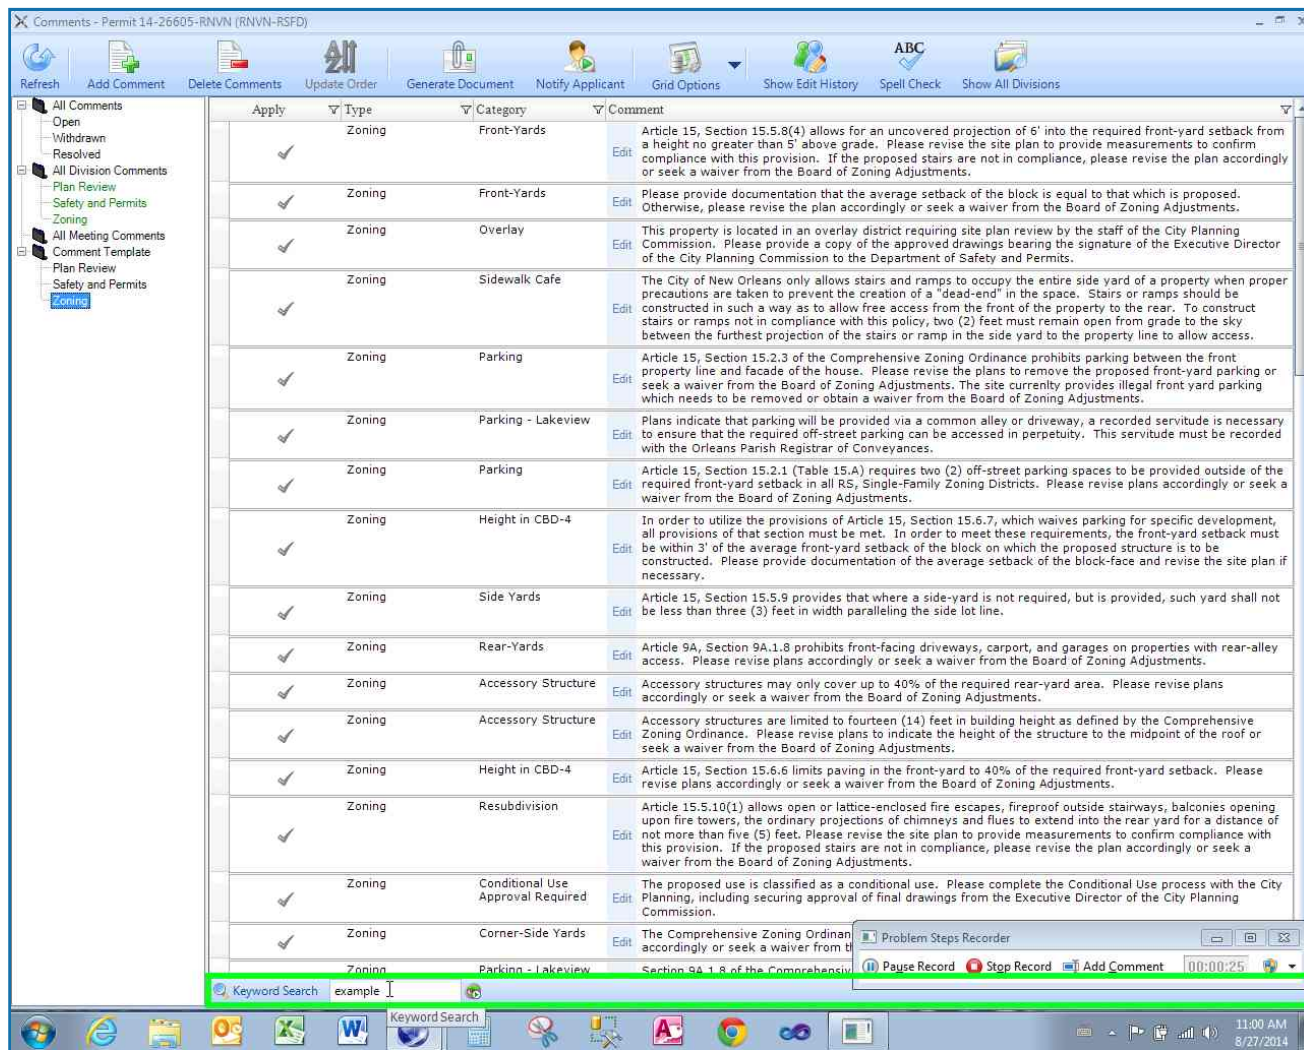 Comments - Permit 14-26605-RNVN (RNVN-RSFD)
Refresh Add Comment Delete Comments Update Order Generate Document Notify Applicant Grid Options Show Edit History ABC Spell Check Show All Divisions
All Comments
Open
Withdrawn
Resolved
All Division Comments
Plan Review
Safety and Permits
Zoning
All Meeting Comments
Comment Template
Plan Review
Safety and Permits
Zoning
Apply Type Category Comment
Zoning Front-Yards Edit Article 15, Section 15.5.8(4) allows for an uncovered projection of 6' into the required front-yard setback from
a height no greater than 5' above grade. Please revise the site plan to provide measurements to confirm
compliance with this provision. If the proposed stairs are not in compliance, please revise the plan accordingly
or seek a waiver from the Board of Zoning Adjustments.
Zoning Front-Yards Edit Please provide documentation that the average setback of the block is equal to that which is proposed.
Otherwise, please revise the plan accordingly or seek a waiver from the Board of Zoning Adjustments.
Zoning Overlay Edit This property is located in an overlay district requiring site plan review by the staff of the City Planning
Commission. Please provide a copy of the approved drawings bearing the signature of the Executive Director
of the City Planning Commission to the Department of Safety and Permits.
Zoning Sidewalk Cafe Edit The City of New Orleans only allows stairs and ramps to occupy the entire side yard of a property when proper
precautions are taken to prevent the creation of a "dead-end" in the space. Stairs or ramps should be
constructed in such a way as to allow free access from the front of the property to the rear. To construct
stairs or ramps not in compliance with this policy, two (2) feet must remain open from grade to the sky
between the furthest projection of the stairs or ramp in the side yard to the property line to allow access.
Zoning Parking Edit Article 15, Section 15.2.3 of the Comprehensive Zoning Ordinance prohibits parking between the front
property line and facade of the house. Please revise the plans to remove the proposed front-yard parking or
seek a waiver from the Board of Zoning Adjustments. The site currenlty provides illegal front yard parking
which needs to be removed or obtain a waiver from the Board of Zoning Adjustments.
Zoning Parking - Lakeview Edit Plans indicate that parking will be provided via a common alley or driveway, a recorded servitude is necessary
to ensure that the required off-street parking can be accessed in perpetuity. This servitude must be recorded
with the Orleans Parish Registrar of Conveyances.
Zoning Parking Edit Article 15, Section 15.2.1 (Table 15.A) requires two (2) off-street parking spaces to be provided outside of the
required front-yard setback in all RS, Single-Family Zoning Districts. Please revise plans accordingly or seek a
waiver from the Board of Zoning Adjustments.
Zoning Height in CBD-4 Edit In order to utilize the provisions of Article 15, Section 15.6.7, which waives parking for specific development,
all provisions of that section must be met. In order to meet these requirements, the front-yard setback must
be within 3' of the average front-yard setback of the block on which the proposed structure is to be
constructed. Please provide documentation of the average setback of the block-face and revise the site plan if
necessary.
Zoning Side Yards Edit Article 15, Section 15.5.9 provides that where a side-yard is not required, but is provided, such yard shall not
be less than three (3) feet in width paralleling the side lot line.
Zoning Rear-Yards Edit Article 9A, Section 9A.1.8 prohibits front-facing driveways, carport, and garages on properties with rear-alley
access. Please revise plans accordingly or seek a waiver from the Board of Zoning Adjustments.
Zoning Accessory Structure Edit Accessory structures may only cover up to 40% of the required rear-yard area. Please revise plans
accordingly or seek a waiver from the Board of Zoning Adjustments.
Zoning Accessory Structure Edit Accessory structures are limited to fourteen (14) feet in building height as defined by the Comprehensive
Zoning Ordinance. Please revise plans to indicate the height of the structure to the midpoint of the roof or
seek a waiver from the Board of Zoning Adjustments.
Zoning Height in CBD-4 Edit Article 15, Section 15.6.6 limits paving in the front-yard to 40% of the required front-yard setback. Please
revise plans accordingly or seek a waiver from the Board of Zoning Adjustments.
Zoning Resubdivision Edit Article 15.5.10(1) allows open or lattice-enclosed fire escapes, fireproof outside stairways, balconies opening
upon fire towers, the ordinary projections of chimneys and flues to extend into the rear yard for a distance of
not more than five (5) feet. Please revise the site plan to provide measurements to confirm compliance with
this provision. If the proposed stairs are not in compliance, please revise the plan accordingly or seek a
waiver from the Board of Zoning Adjustments.
Zoning Conditional Use Approval Required Edit The proposed use is classified as a conditional use. Please complete the Conditional Use process with the City
Planning, including securing approval of final drawings from the Executive Director of the City Planning
Commission.
Zoning Corner-Side Yards Edit The Comprehensive Zoning Ordinan
accordingly or seek a waiver from t
Zoning Parking - Lakeview Section 9A.1.8 of the Comprehensiv
Problem Steps Recorder
Pause Record Stop Record Add Comment 00:00:25
Keyword Search example
Keyword Search
11:00 AM
8/27/2014